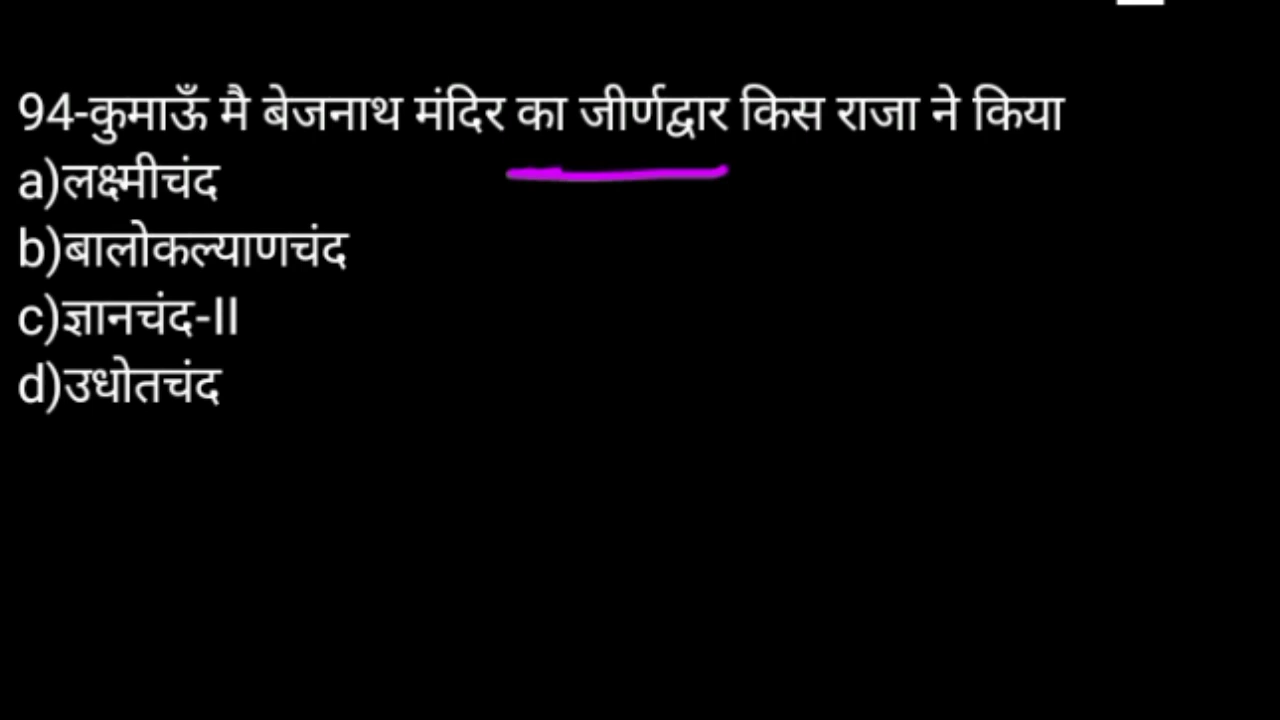 94-कुमाऊँ मै बेजनाथ मंदिर का जीर्णद्वार किस राजा ने किया
a)लक्ष्मीचंद
b)बालोकल्याणचंद
c)ज्ञानचंद-II
d)उधोतचंद